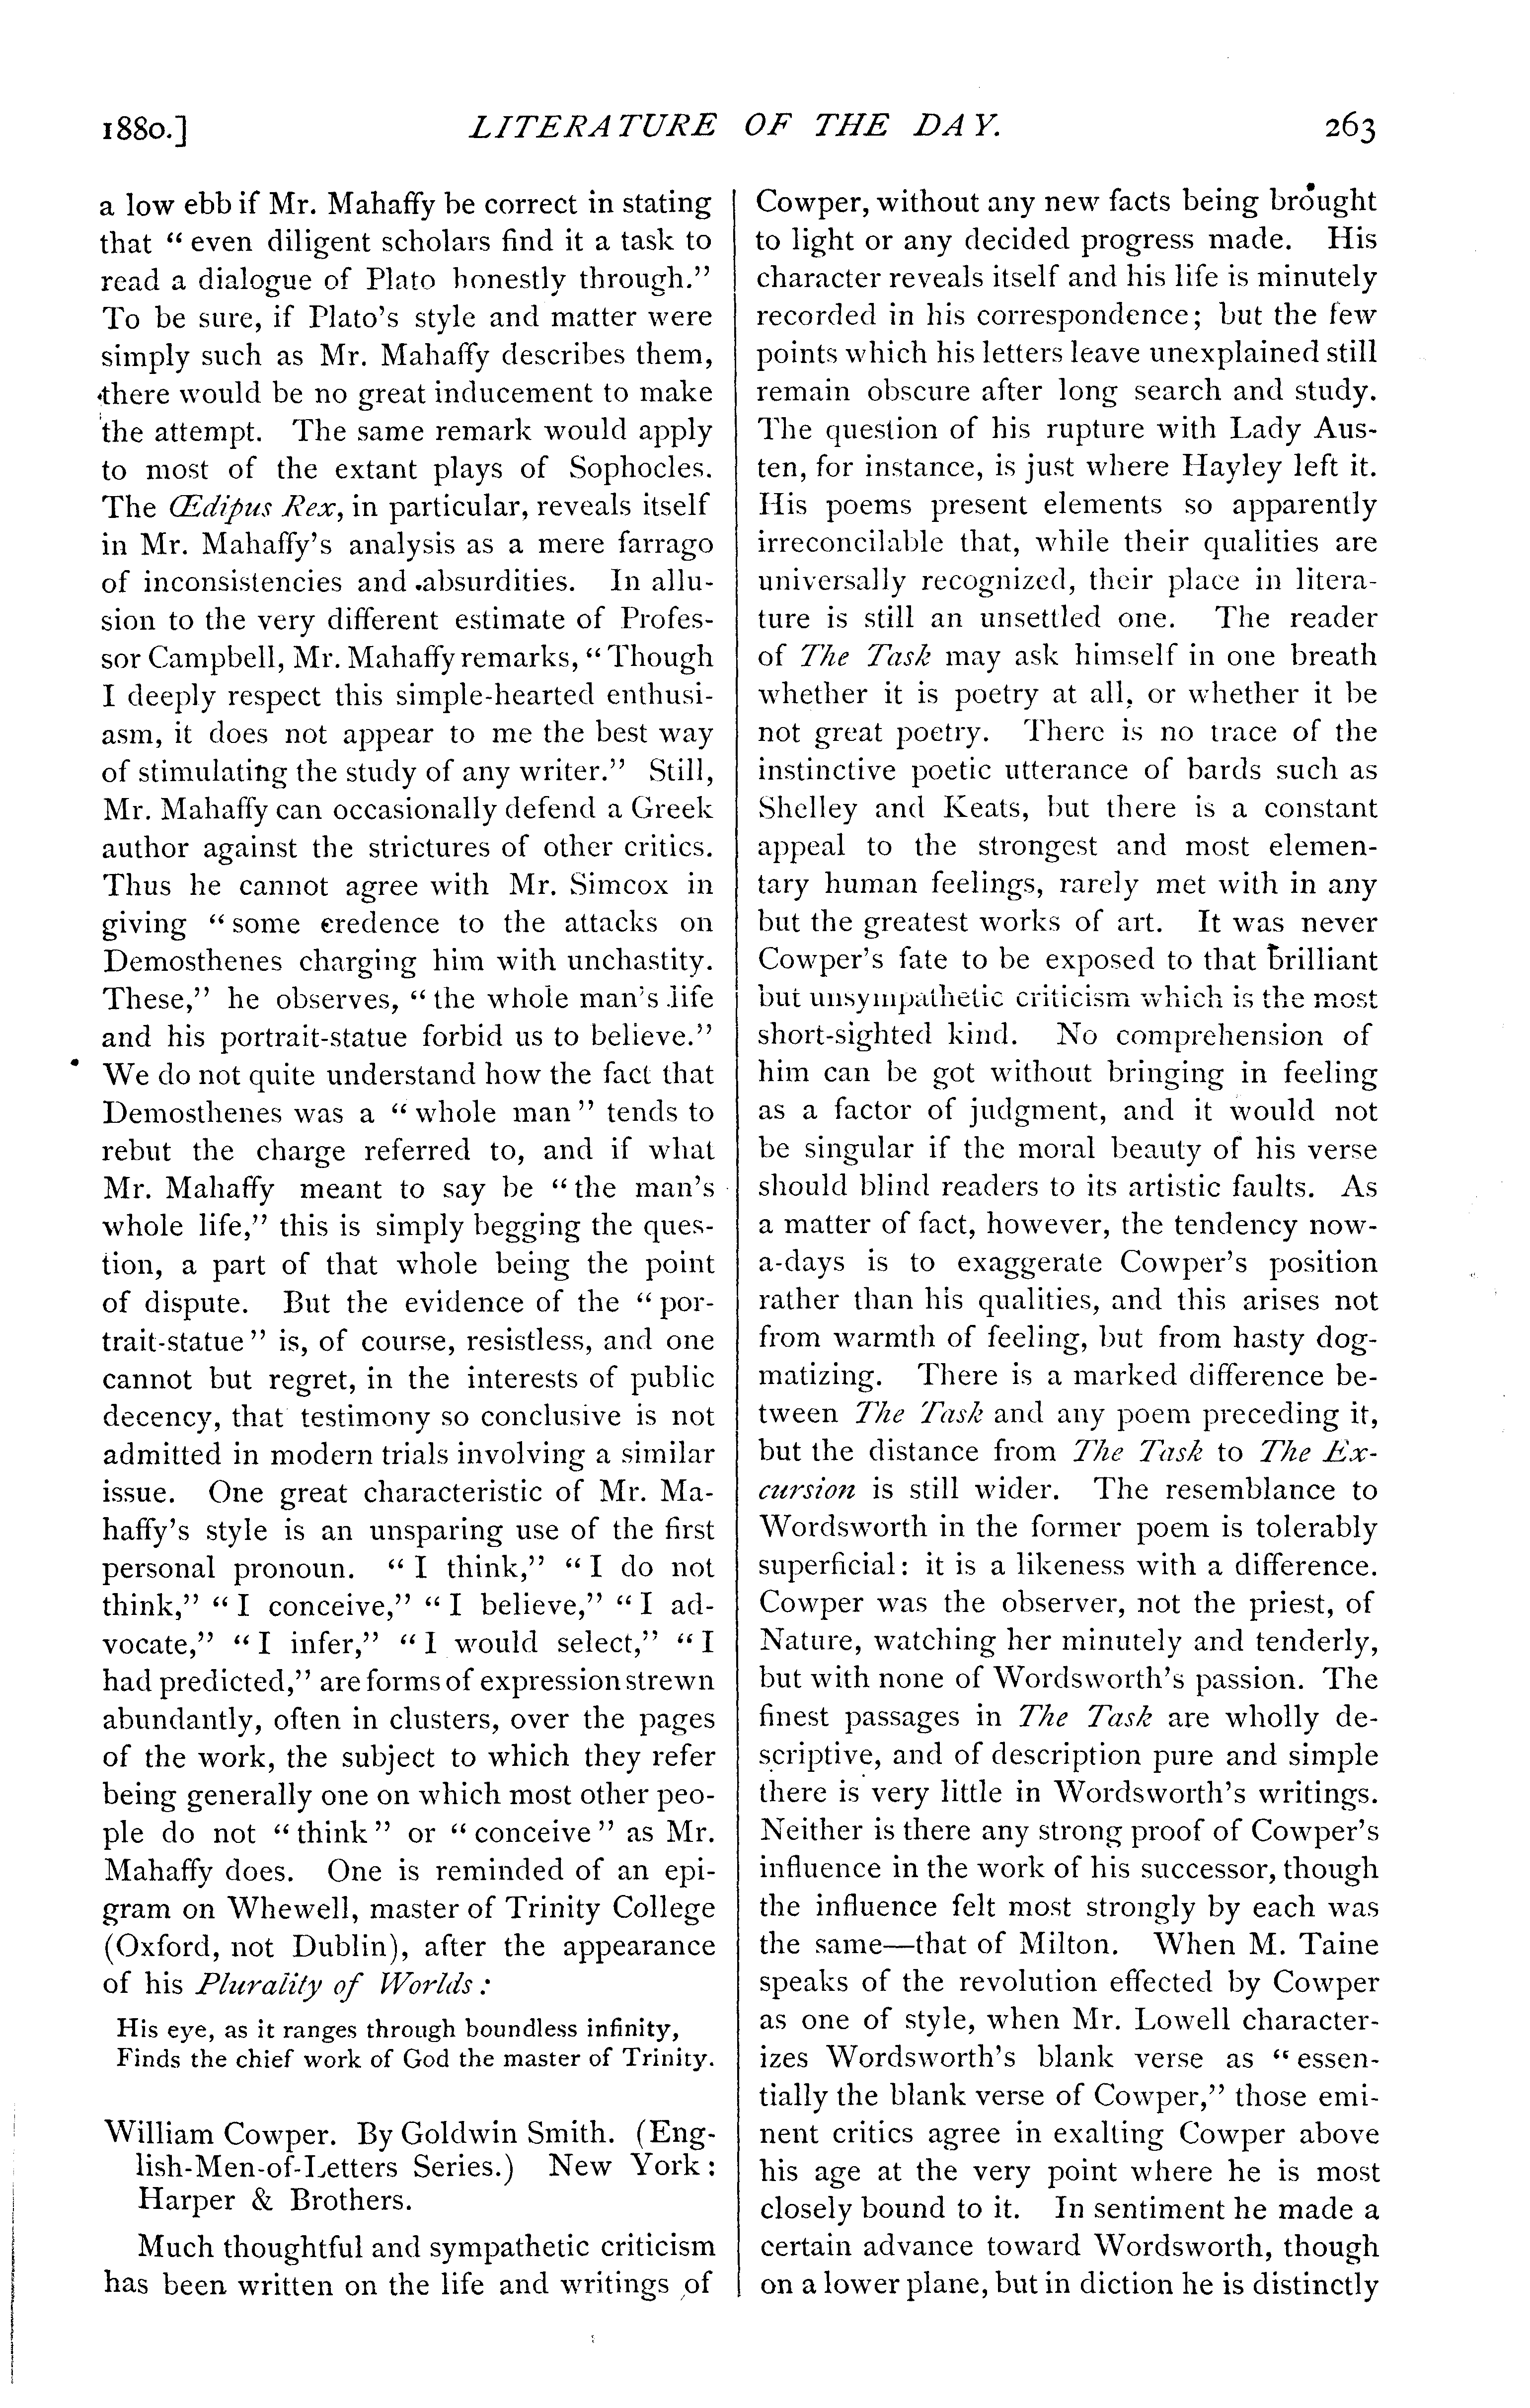 1880.] LITERATURE OF THE DAY. 263
a low ebb if Mr. Mahaffy be correct in stating
that “even diligent scholars find it a task to
read a dialogue of Plato honestly through.”
To be sure, if Plato’s style and matter were
simply such as Mr. Mahaffy describes them,
there would be no great inducement to make
the attempt. The same remark would apply
to most of the extant plays of Sophocles.
The Œdipus Rex, in particular, reveals itself
in Mr. Mahaffy’s analysis as a mere farrago
of inconsistencies and absurdities. In allu-
sion to the very different estimate of Profes-
sor Campbell, Mr. Mahaffy remarks, “Though
I deeply respect this simple-hearted enthusi-
asm, it does not appear to me the best way
of stimulating the study of any writer.” Still,
Mr. Mahaffy can occasionally defend a Greek
author against the strictures of other critics.
Thus he cannot agree with Mr. Simcox in
giving “some credence to the attacks on
Demosthenes charging him with unchastity.
These,” he observes, “the whole man’s life
and his portrait-statue forbid us to believe.”
We do not quite understand how the fact that
Demosthenes was a “whole man” tends to
rebut the charge referred to, and if what
Mr. Mahaffy meant to say be “the man’s
whole life,” this is simply begging the ques-
tion, a part of that whole being the point
of dispute. But the evidence of the “por-
trait-statue” is, of course, resistless, and one
cannot but regret, in the interests of public
decency, that testimony so conclusive is not
admitted in modern trials involving a similar
issue. One great characteristic of Mr. Ma-
haffy’s style is an unsparing use of the first
personal pronoun. “I think,” “I do not
think,” “I conceive,” “I believe,” “I ad-
vocate,” “I infer,” “I would select,” “I
had predicted,” are forms of expression strewn
abundantly, often in clusters, over the pages
of the work, the subject to which they refer
being generally one on which most other peo-
ple do not “think” or “conceive” as Mr.
Mahaffy does. One is reminded of an epi-
gram on Whewell, master of Trinity College
(Oxford, not Dublin), after the appearance
of his Plurality of Worlds:
His eye, as it ranges through boundless infinity,
Finds the chief work of God the master of Trinity.
William Cowper. By Goldwin Smith. (Eng-
lish-Men-of-Letters Series.) New York:
Harper & Brothers.
Much thoughtful and sympathetic criticism
has been written on the life and writings of
Cowper, without any new facts being brought
to light or any decided progress made. His
character reveals itself and his life is minutely
recorded in his correspondence; but the few
points which his letters leave unexplained still
remain obscure after long search and study.
The question of his rupture with Lady Aus-
ten, for instance, is just where Hayley left it.
His poems present elements so apparently
irreconcilable that, while their qualities are
universally recognized, their place in litera-
ture is still an unsettled one. The reader
of The Task may ask himself in one breath
whether it is poetry at all, or whether it be
not great poetry. There is no trace of the
instinctive poetic utterance of bards such as
Shelley and Keats, but there is a constant
appeal to the strongest and most elemen-
tary human feelings, rarely met with in any
but the greatest works of art. It was never
Cowper’s fate to be exposed to that brilliant
but unsympathetic criticism which is the most
short-sighted kind. No comprehension of
him can be got without bringing in feeling
as a factor of judgment, and it would not
be singular if the moral beauty of his verse
should blind readers to its artistic faults. As
a matter of fact, however, the tendency now-
a-days is to exaggerate Cowper’s position
rather than his qualities, and this arises not
from warmth of feeling, but from hasty dog-
matizing. There is a marked difference be-
tween The Task and any poem preceding it,
but the distance from The Task to The Ex-
cursion is still wider. The resemblance to
Wordsworth in the former poem is tolerably
superficial: it is a likeness with a difference.
Cowper was the observer, not the priest, of
Nature, watching her minutely and tenderly,
but with none of Wordsworth’s passion. The
finest passages in The Task are wholly de-
scriptive, and of description pure and simple
there is very little in Wordsworth’s writings.
Neither is there any strong proof of Cowper’s
influence in the work of his successor, though
the influence felt most strongly by each was
the same—that of Milton. When M. Taine
speaks of the revolution effected by Cowper
as one of style, when Mr. Lowell character-
izes Wordsworth’s blank verse as “essen-
tially the blank verse of Cowper,” those emi-
nent critics agree in exalting Cowper above
his age at the very point where he is most
closely bound to it. In sentiment he made a
certain advance toward Wordsworth, though
on a lower plane, but in diction he is distinctly